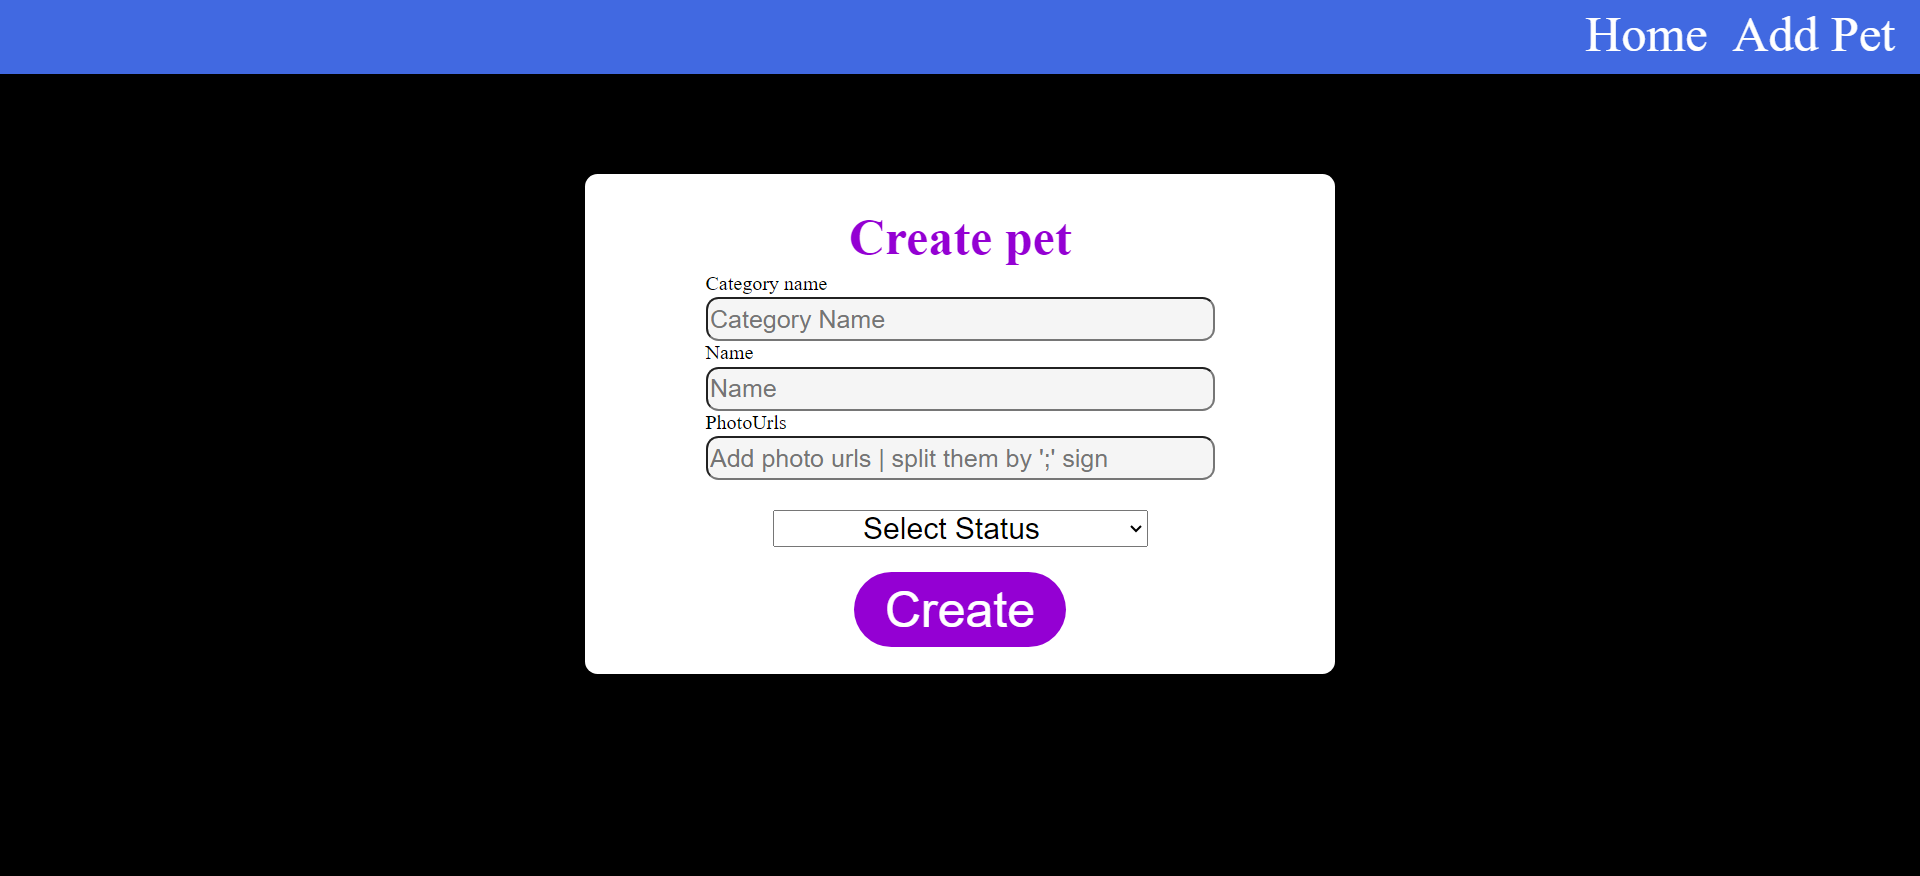 Home Add Pet
Create pet
Category name
Category Name
Name
Name
PhotoUrls
Add photo urls | split them by ';' sign
Select Status
Create